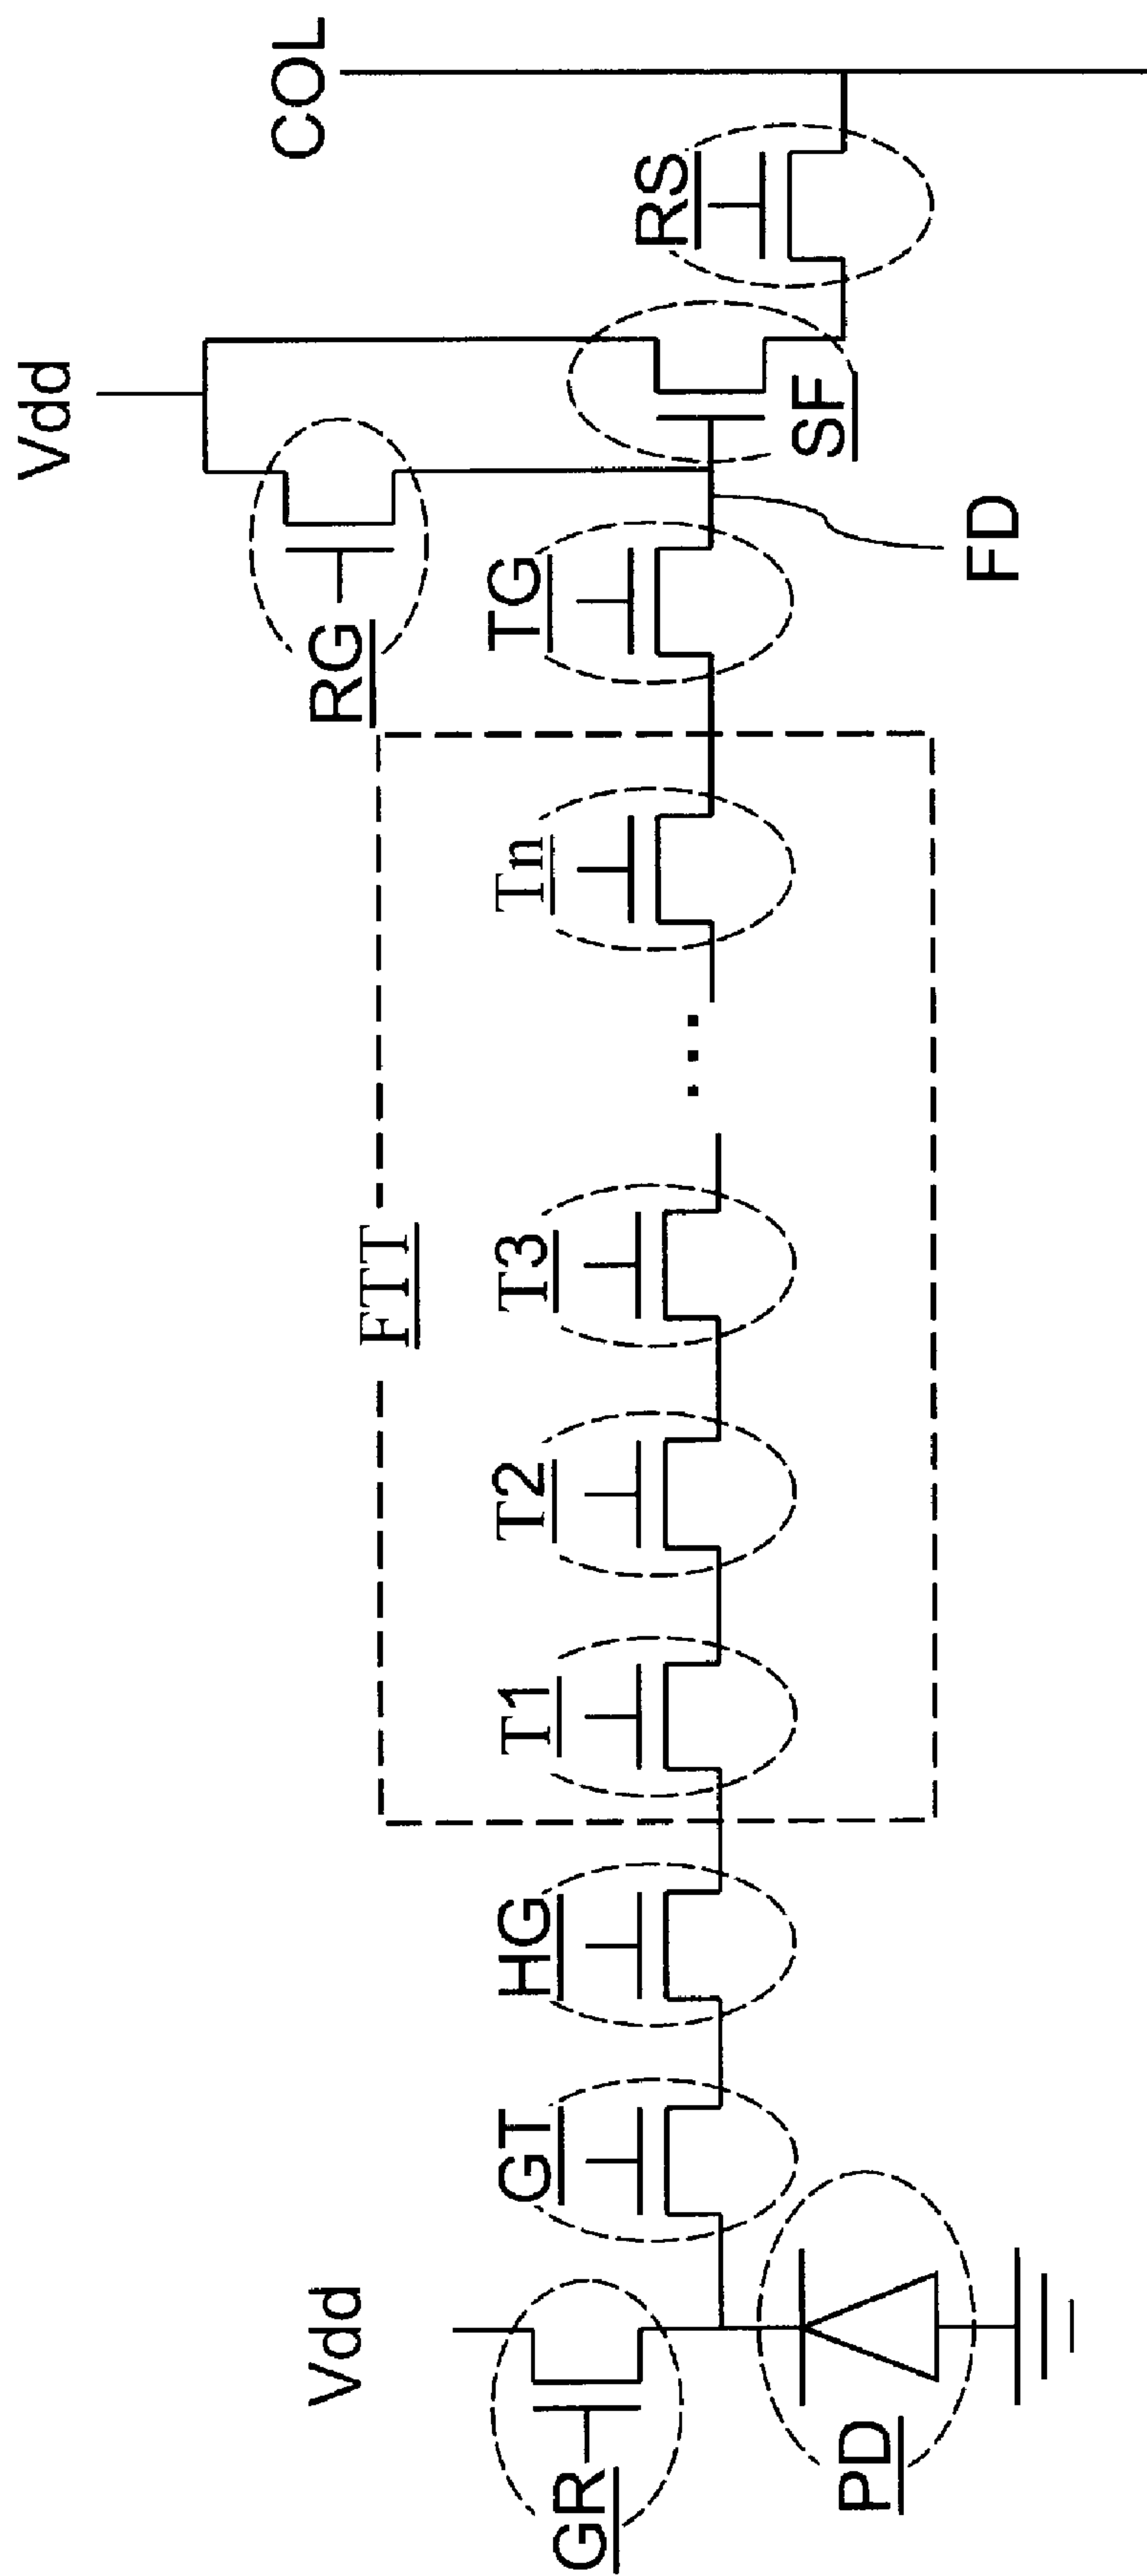 Vdd
COL
RG
RS
TG
SF
FD
FTT
Tn
T3
T2
T1
HG
GT
Vdd
GR
PD